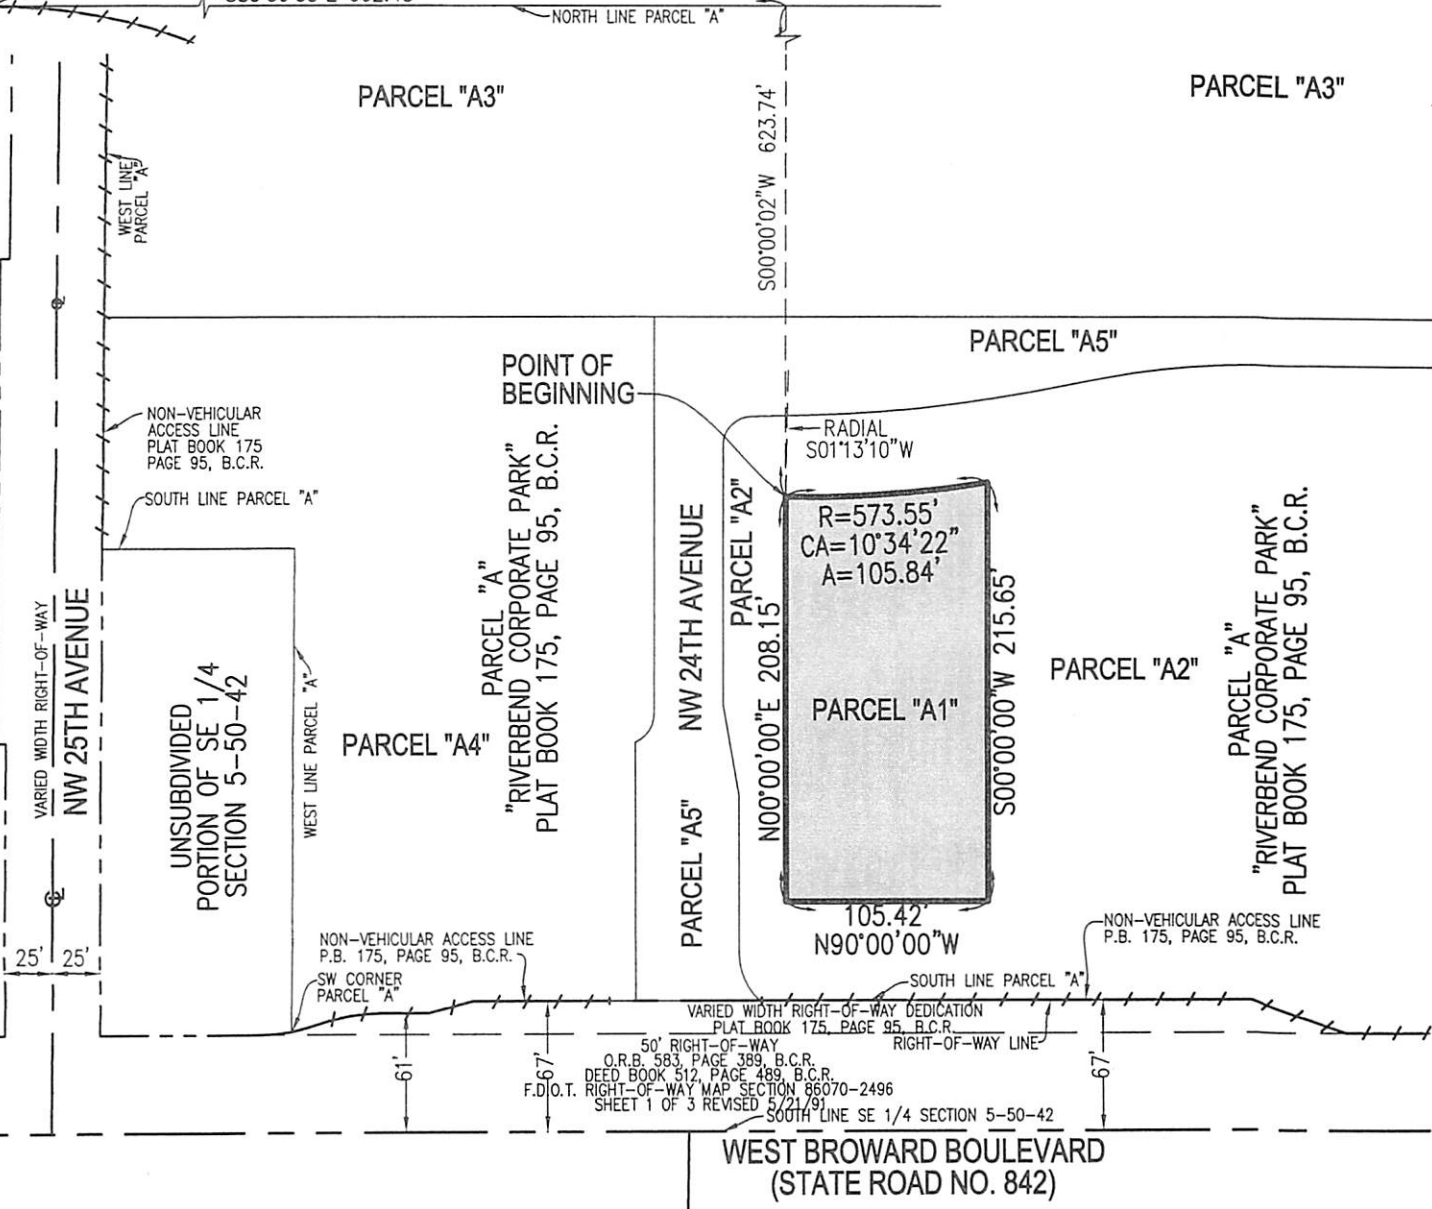 NORTH LINE PARCEL "A"
PARCEL "A3"
PARCEL "A3"
S00°00'02"W 623.74'
WEST LINE
PARCEL "A"
PARCEL "A5"
POINT OF
BEGINNING
RADIAL
S01°13'10"W
NON-VEHICULAR
ACCESS LINE
PLAT BOOK 175
PAGE 95, B.C.R.
SOUTH LINE PARCEL "A"
PARCEL "A"
"RIVERBEND CORPORATE PARK"
PLAT BOOK 175, PAGE 95, B.C.R.
NW 24TH AVENUE
PARCEL "A2"
R=573.55'
CA=10°34'22"
A=105.84'
N0°00'00"E 208.15'
S0°00'00"W 215.65'
PARCEL "A1"
PARCEL "A2"
PARCEL "A"
"RIVERBEND CORPORATE PARK"
PLAT BOOK 175, PAGE 95, B.C.R.
VARIED WIDTH RIGHT-OF-WAY
NW 25TH AVENUE
UNSUBDIVIDED
PORTION OF SE 1/4
SECTION 5-50-42
WEST LINE PARCEL "A"
PARCEL "A4"
PARCEL "A5"
105.42'
N90°00'00"W
25'
25'
NON-VEHICULAR ACCESS LINE
P.B. 175, PAGE 95, B.C.R.
SW CORNER
PARCEL "A"
NON-VEHICULAR ACCESS LINE
P.B. 175, PAGE 95, B.C.R.
SOUTH LINE PARCEL "A"
VARIED WIDTH RIGHT-OF-WAY DEDICATION
PLAT BOOK 175, PAGE 95, B.C.R.
RIGHT-OF-WAY LINE
50' RIGHT-OF-WAY
O.R.B. 583, PAGE 389, B.C.R.
DEED BOOK 512, PAGE 489, B.C.R.
F.D.O.T. RIGHT-OF-WAY MAP SECTION 86070-2496
SHEET 1 OF 3 REVISED 5/21/91
61'
67'
67'
SOUTH LINE SE 1/4 SECTION 5-50-42
WEST BROWARD BOULEVARD
(STATE ROAD NO. 842)